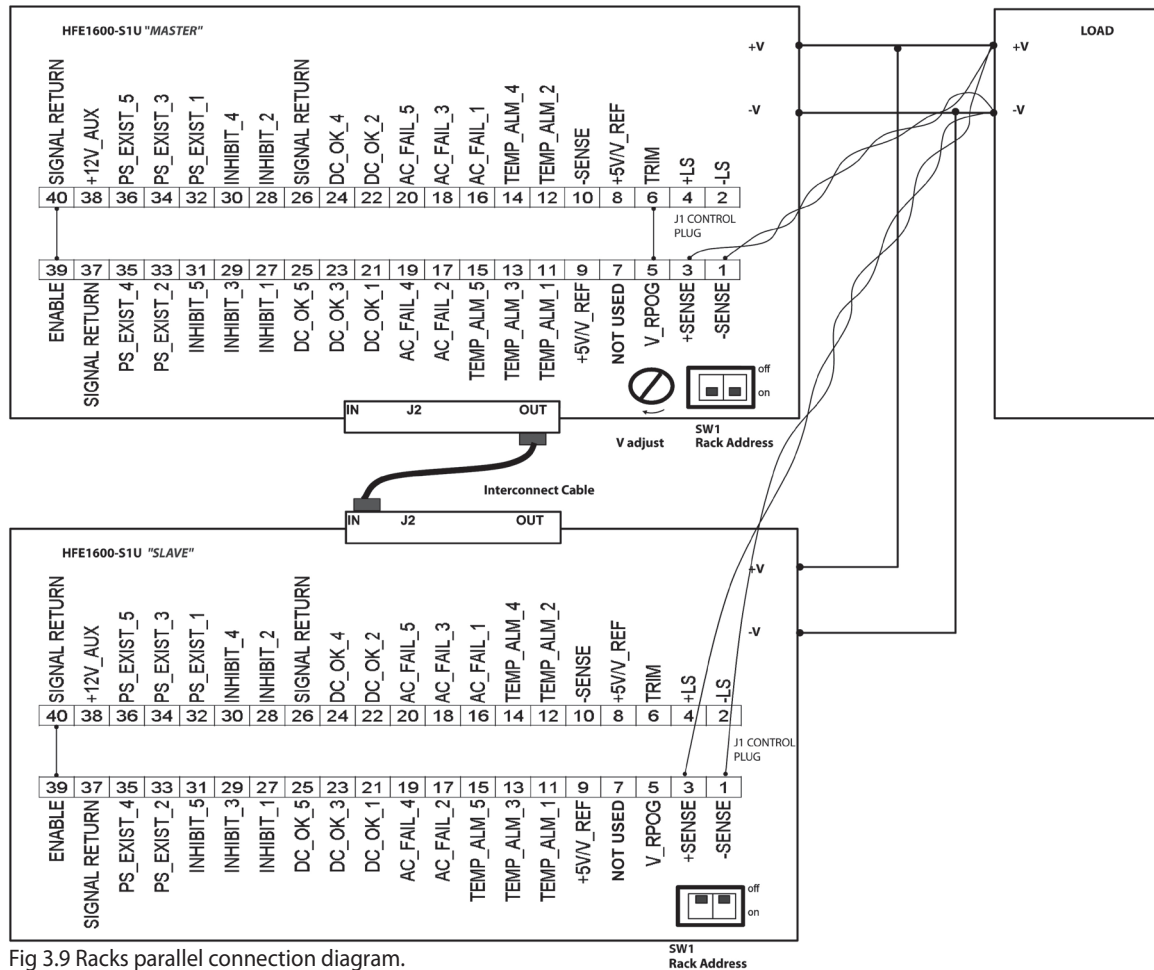 HFE1600-S1U "MASTER"
LOAD
+V
+V
-V
-V
SIGNAL RETURN
+12V_AUX
PS_EXIST_5
PS_EXIST_3
PS_EXIST_1
INHIBIT_4
INHIBIT_2
SIGNAL RETURN
DC_OK_4
DC_OK_2
AC_FAIL_5
AC_FAIL_3
AC_FAIL_1
TEMP_ALM_4
TEMP_ALM_2
-SENSE
+5V/V_REF
TRIM
+LS
-LS
40 38 36 34 32 30 28 26 24 22 20 18 16 14 12 10 8 6 4 2
J1 CONTROL
PLUG
39 37 35 33 31 29 27 25 23 21 19 17 15 13 11 9 7 5 3 1
ENABLE
SIGNAL RETURN
PS_EXIST_4
PS_EXIST_2
INHIBIT_5
INHIBIT_3
INHIBIT_1
DC_OK_5
DC_OK_3
DC_OK_1
AC_FAIL_4
AC_FAIL_2
TEMP_ALM_5
TEMP_ALM_3
TEMP_ALM_1
+5V/V_REF
NOT USED
V_RPOG
+SENSE
-SENSE
off
on
IN J2 OUT
V adjust
SW1
Rack Address
Interconnect Cable
IN J2 OUT
HFE1600-S1U "SLAVE"
+V
-V
SIGNAL RETURN
+12V_AUX
PS_EXIST_5
PS_EXIST_3
PS_EXIST_1
INHIBIT_4
INHIBIT_2
SIGNAL RETURN
DC_OK_4
DC_OK_2
AC_FAIL_5
AC_FAIL_3
AC_FAIL_1
TEMP_ALM_4
TEMP_ALM_2
-SENSE
+5V/V_REF
TRIM
+LS
-LS
40 38 36 34 32 30 28 26 24 22 20 18 16 14 12 10 8 6 4 2
J1 CONTROL
PLUG
39 37 35 33 31 29 27 25 23 21 19 17 15 13 11 9 7 5 3 1
ENABLE
SIGNAL RETURN
PS_EXIST_4
PS_EXIST_2
INHIBIT_5
INHIBIT_3
INHIBIT_1
DC_OK_5
DC_OK_3
DC_OK_1
AC_FAIL_4
AC_FAIL_2
TEMP_ALM_5
TEMP_ALM_3
TEMP_ALM_1
+5V/V_REF
NOT USED
V_RPOG
+SENSE
-SENSE
off
on
SW1
Rack Address
Fig 3.9 Racks parallel connection diagram.